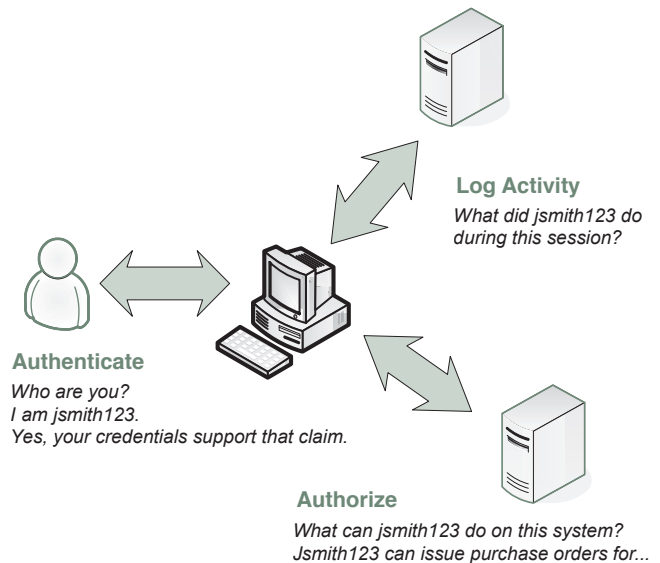 Log Activity
What did jsmith123 do
during this session?
Authenticate
Who are you?
I am jsmith123.
Yes, your credentials support that claim.
Authorize
What can jsmith123 do on this system?
Jsmith123 can issue purchase orders for...